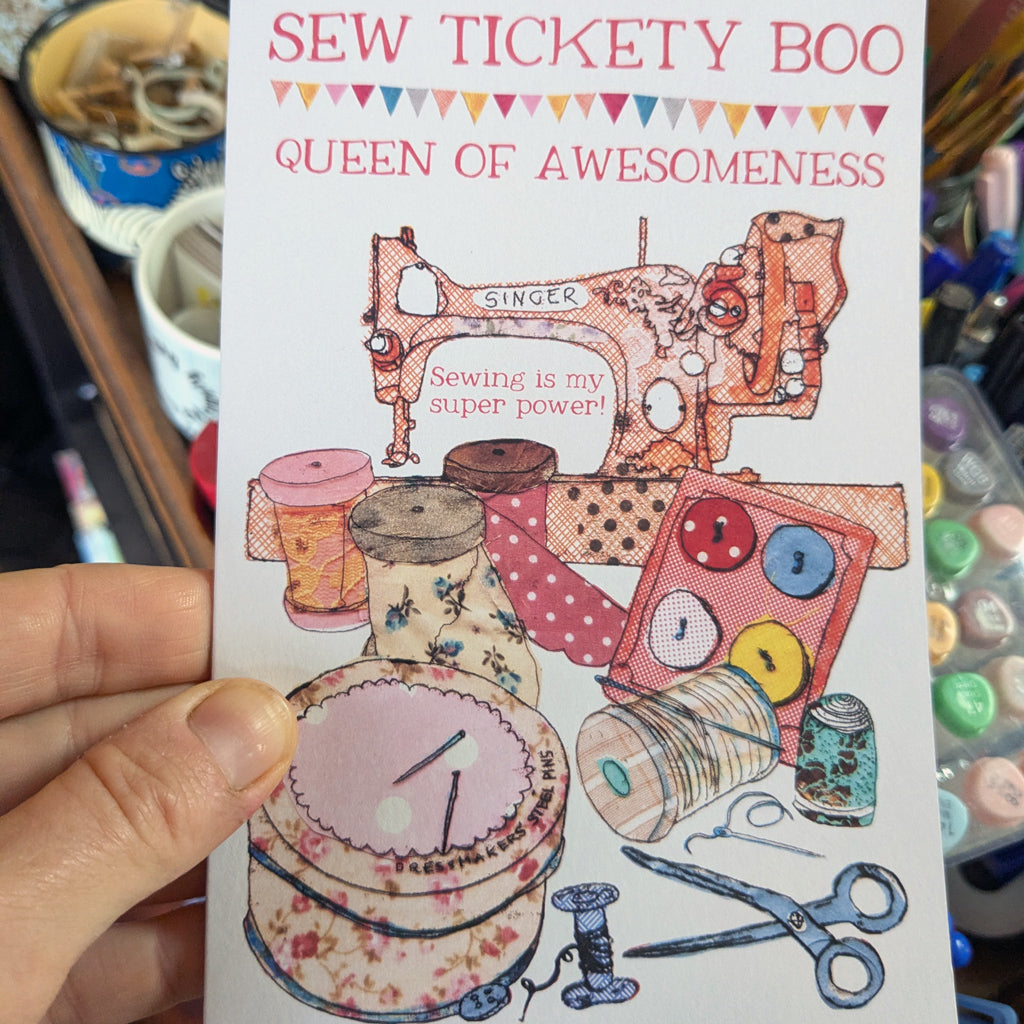 SEW TICKETY BOO
QUEEN OF AWESOMENESS
SINGER
Sewing is my
super power!
DRESSMAKERS STEEL PINS